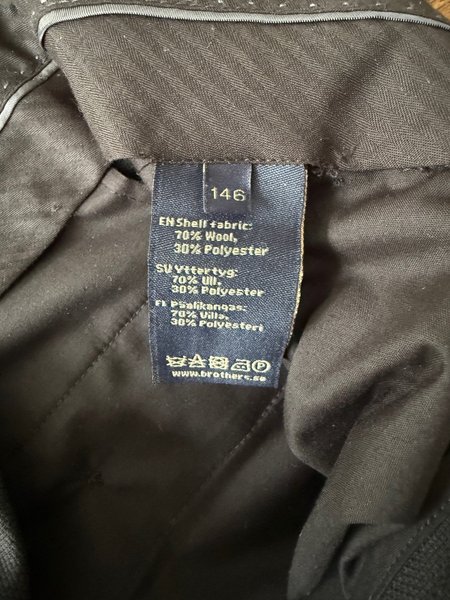 146
EN Shell fabric:
70% Wool,
30% Polyester
SV Yttertyg:
70% Ull,
30% Polyester
FI Päälikangas:
70% Villa,
30% Polyesteri
P
www.brothers.se